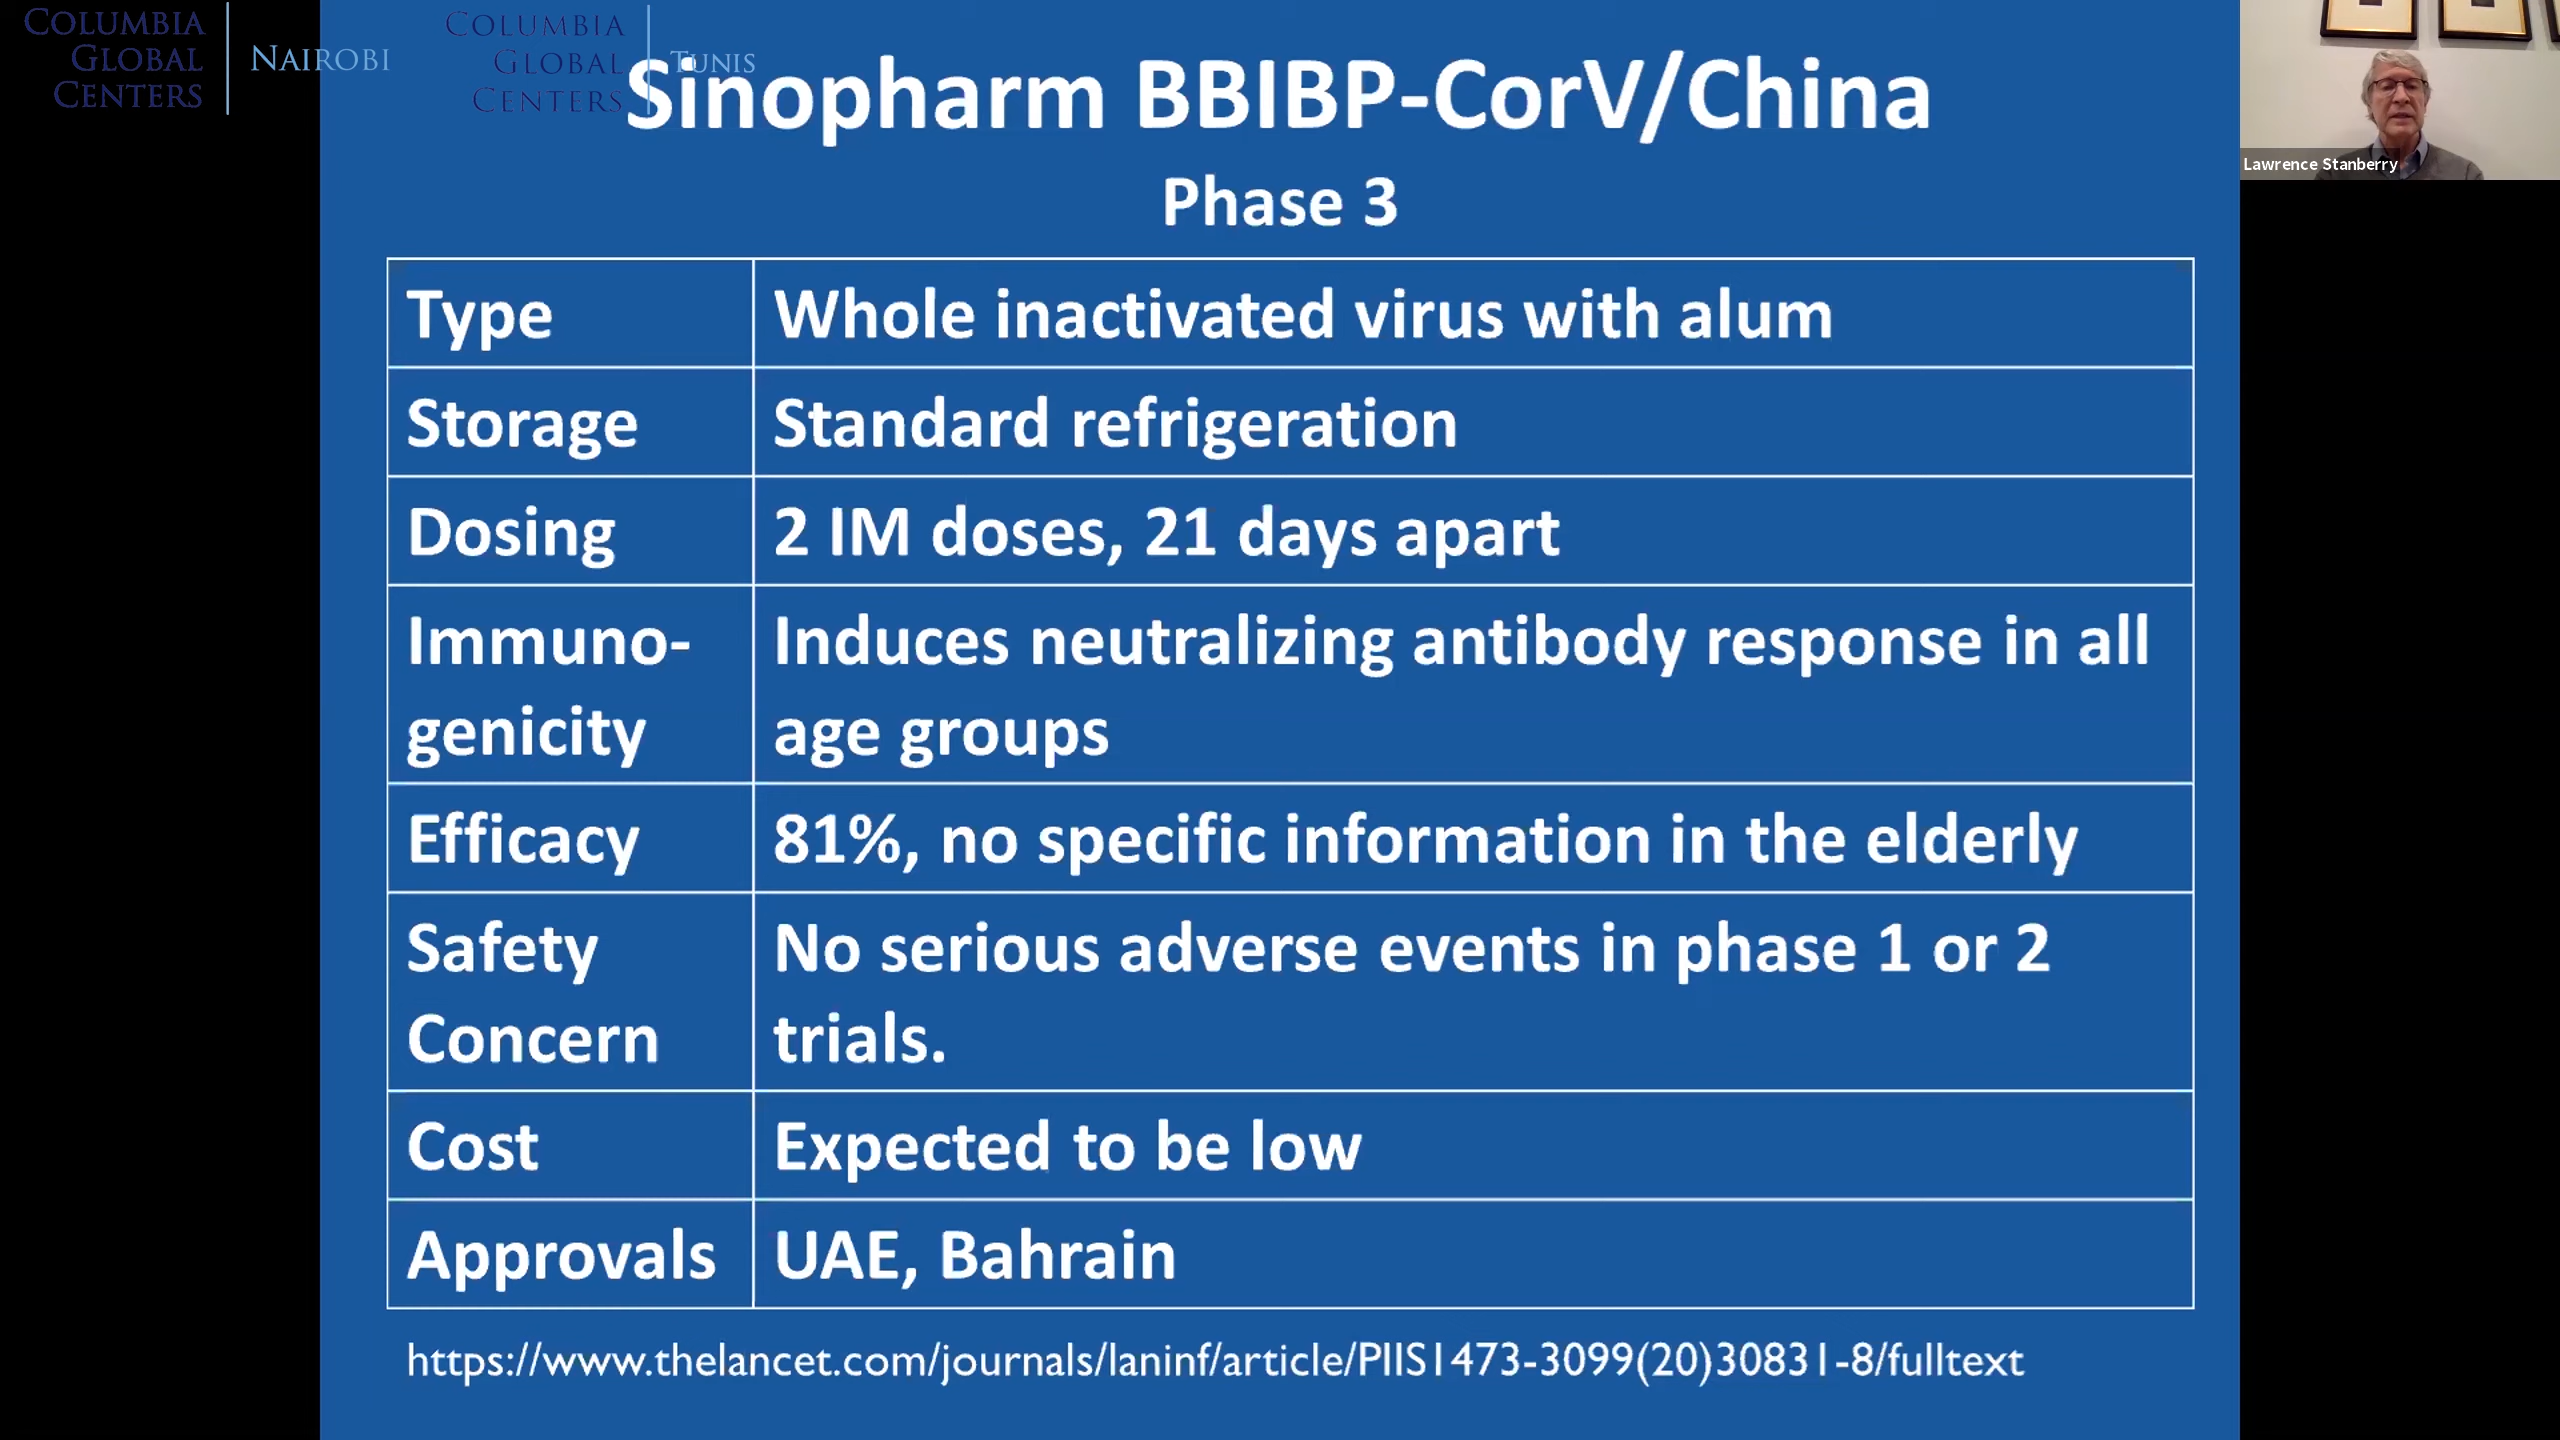 COLUMBIA
GLOBAL
CENTERS
NAIROBI
COLUMBIA
GLOBAL
CENTERS
TUNIS
Sinopharm BBIBP-CorV/China
Phase 3
Lawrence Stanberry
Type Whole inactivated virus with alum
Storage Standard refrigeration
Dosing 2 IM doses, 21 days apart
Immuno- Induces neutralizing antibody response in all
genicity age groups
Efficacy 81%, no specific information in the elderly
Safety No serious adverse events in phase 1 or 2
Concern trials.
Cost Expected to be low
Approvals UAE, Bahrain
https://www.thelancet.com/journals/laninf/article/PIIS1473-3099(20)30831-8/fulltext